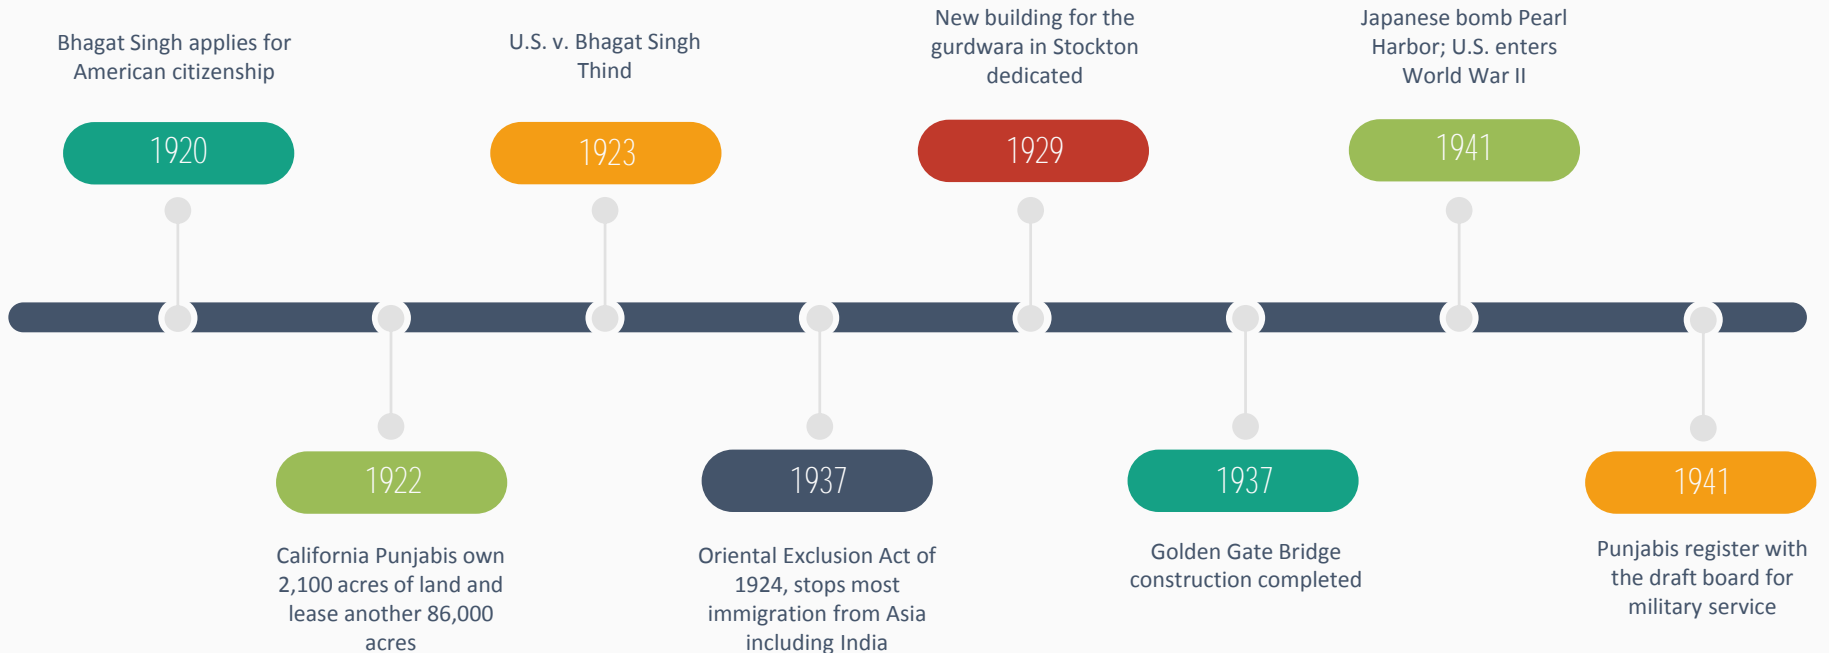 Bhagat Singh applies for
American citizenship
1920
U.S. v. Bhagat Singh
Thind
1923
New building for the
gurdwara in Stockton
dedicated
1929
Japanese bomb Pearl
Harbor; U.S. enters
World War II
1941
1922
California Punjabis own
2,100 acres of land and
lease another 86,000
acres
1937
Oriental Exclusion Act of
1924, stops most
immigration from Asia
including India
1937
Golden Gate Bridge
construction completed
1941
Punjabis register with
the draft board for
military service